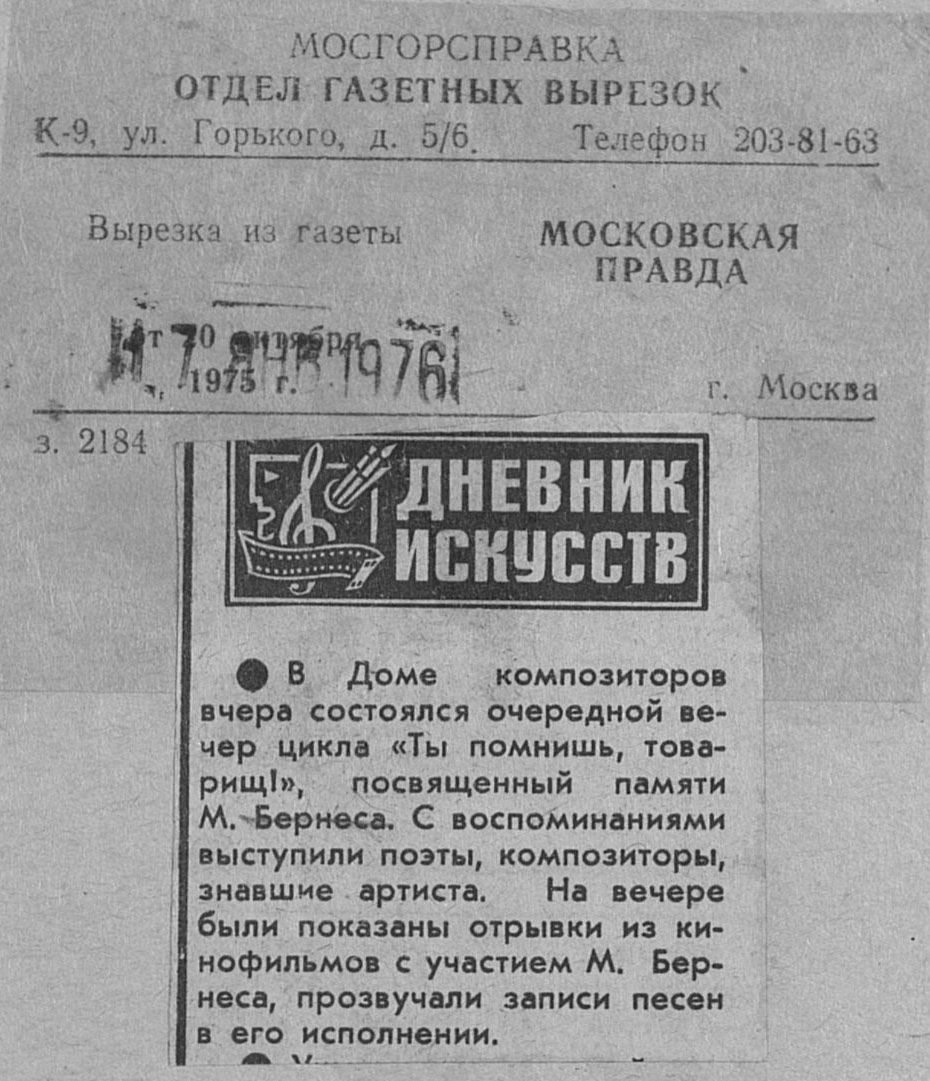 МОСГОРСПРАВКА
ОТДЕЛ ГАЗЕТНЫХ ВЫРЕЗОК
К-9, ул. Горького, д. 5/6. Телефон 203-81-63
Вырезка из газеты МОСКОВСКАЯ
ПРАВДА
7 ЯНВ 1976
1975 г.
г. Москва
з. 2184
ДНЕВНИК
ИСКУССТВ
● В Доме композиторов
вчера состоялся очередной ве-
чер цикла «Ты помнишь, това-
рищ!», посвященный памяти
М. Бернеса. С воспоминаниями
выступили поэты, композиторы,
знавшие артиста. На вечере
были показаны отрывки из ки-
нофильмов с участием М. Бер-
неса, прозвучали записи песен
в его исполнении.